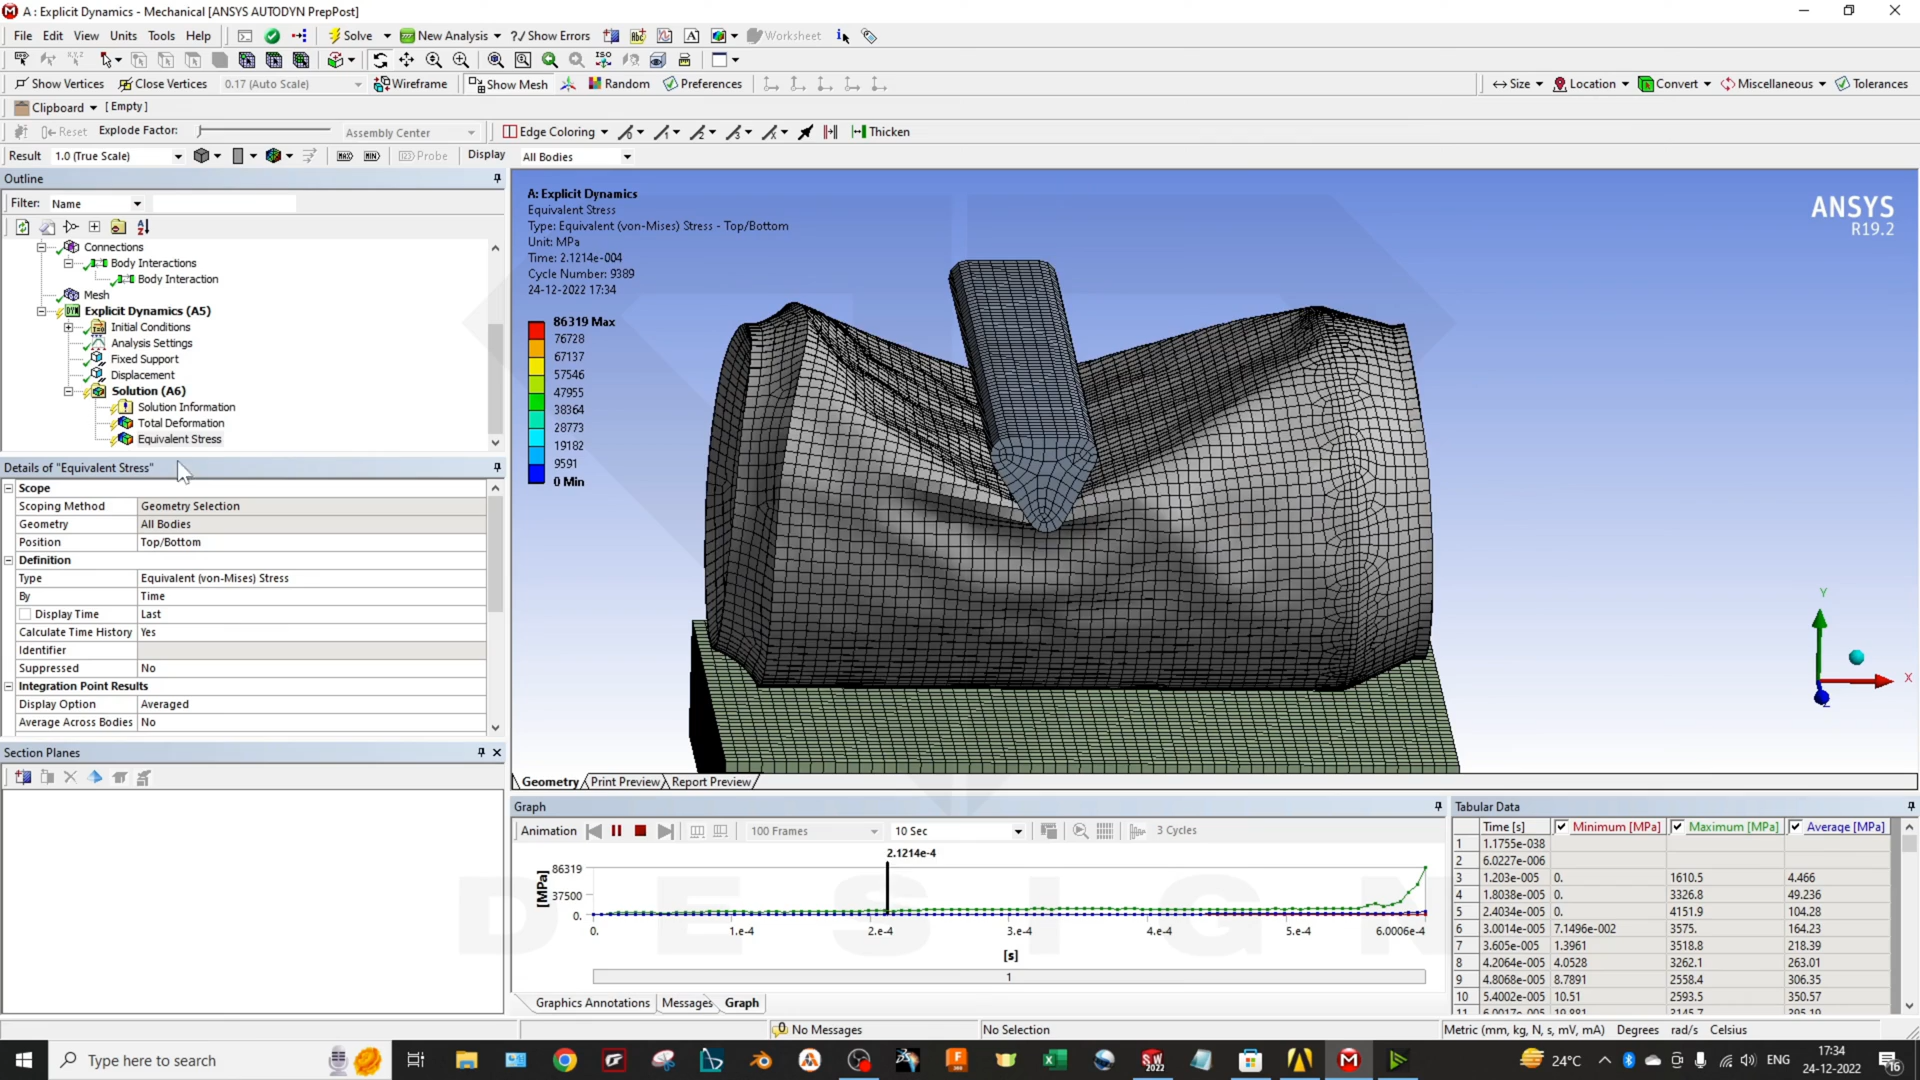 A : Explicit Dynamics - Mechanical [ANSYS AUTODYN PrepPost]
File Edit View Units Tools Help Solve New Analysis ?/Show Errors Worksheet
Show Vertices Close Vertices 0.17 (Auto Scale) Wireframe Show Mesh Random Preferences Size Location Convert Miscellaneous Tolerances
Clipboard [ Empty ]
Reset Explode Factor: Assembly Center Edge Coloring Thicken
Result 1.0 (True Scale) MAX MIN Probe Display All Bodies
Outline
Filter: Name
Connections
Body Interactions
Body Interaction
Mesh
Explicit Dynamics (A5)
Initial Conditions
Analysis Settings
Fixed Support
Displacement
Solution (A6)
Solution Information
Total Deformation
Equivalent Stress
Details of "Equivalent Stress"
Scope
Scoping Method Geometry Selection
Geometry All Bodies
Position Top/Bottom
Definition
Type Equivalent (von-Mises) Stress
By Time
Display Time Last
Calculate Time History Yes
Identifier
Suppressed No
Integration Point Results
Display Option Averaged
Average Across Bodies No
Section Planes
A: Explicit Dynamics
Equivalent Stress
Type: Equivalent (von-Mises) Stress - Top/Bottom
Unit: MPa
Time: 2.1214e-004
Cycle Number: 9389
24-12-2022 17:34
86319 Max
76728
67137
57546
47955
38364
28773
19182
9591
0 Min
ANSYS
R19.2
Y
X
Z
Geometry Print Preview Report Preview
Graph
Animation 100 Frames 10 Sec 3 Cycles
2.1214e-4
[MPa]
86319
37500
0.
0. 1.e-4 2.e-4 3.e-4 4.e-4 5.e-4 6.0006e-4
[s]
1
DESIGN
Graphics Annotations Messages Graph
Tabular Data
Time [s] Minimum [MPa] Maximum [MPa] Average [MPa]
1 1.1755e-038
2 6.0227e-006
3 1.203e-005 0. 1610.5 4.466
4 1.8038e-005 0. 3326.8 49.236
5 2.4034e-005 0. 4151.9 104.28
6 3.0014e-005 7.1496e-002 3575. 164.23
7 3.605e-005 1.3961 3518.8 218.39
8 4.2064e-005 4.0528 3262.1 263.01
9 4.8068e-005 8.7891 2558.4 306.35
10 5.4002e-005 10.51 2593.5 350.57
No Messages No Selection Metric (mm, kg, N, s, mV, mA) Degrees rad/s Celsius
Type here to search
24°C ENG
17:34
24-12-2022
16